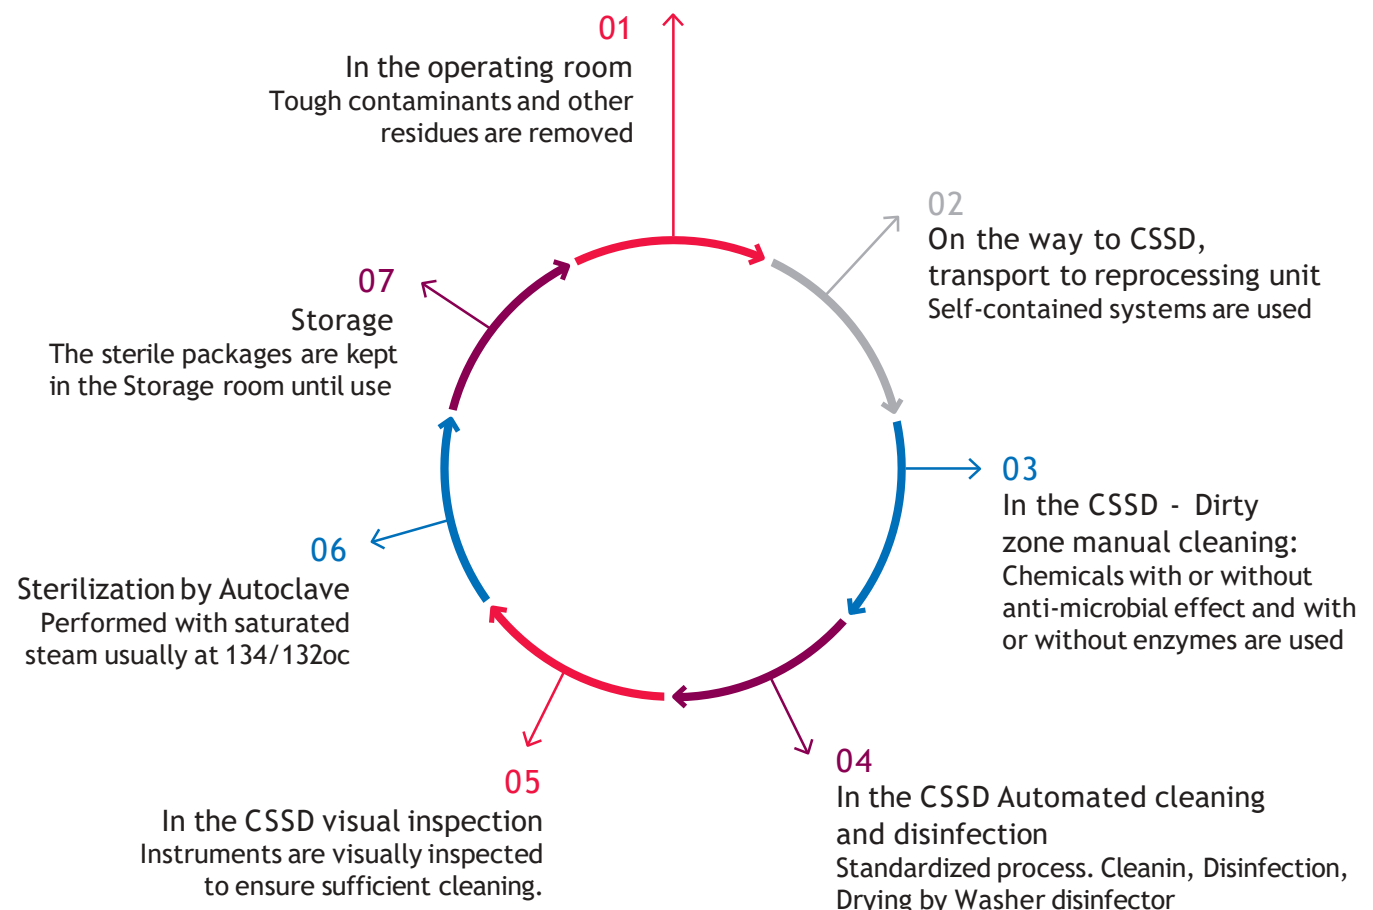 01
In the operating room
Tough contaminants and other
residues are removed
02
On the way to CSSD,
transport to reprocessing unit
Self-contained systems are used
03
In the CSSD - Dirty
zone manual cleaning:
Chemicals with or without
anti-microbial effect and with
or without enzymes are used
04
In the CSSD Automated cleaning
and disinfection
Standardized process. Cleanin, Disinfection,
Drying by Washer disinfector
05
In the CSSD visual inspection
Instruments are visually inspected
to ensure sufficient cleaning.
06
Sterilization by Autoclave
Performed with saturated
steam usually at 134/132oc
07
Storage
The sterile packages are kept
in the Storage room until use